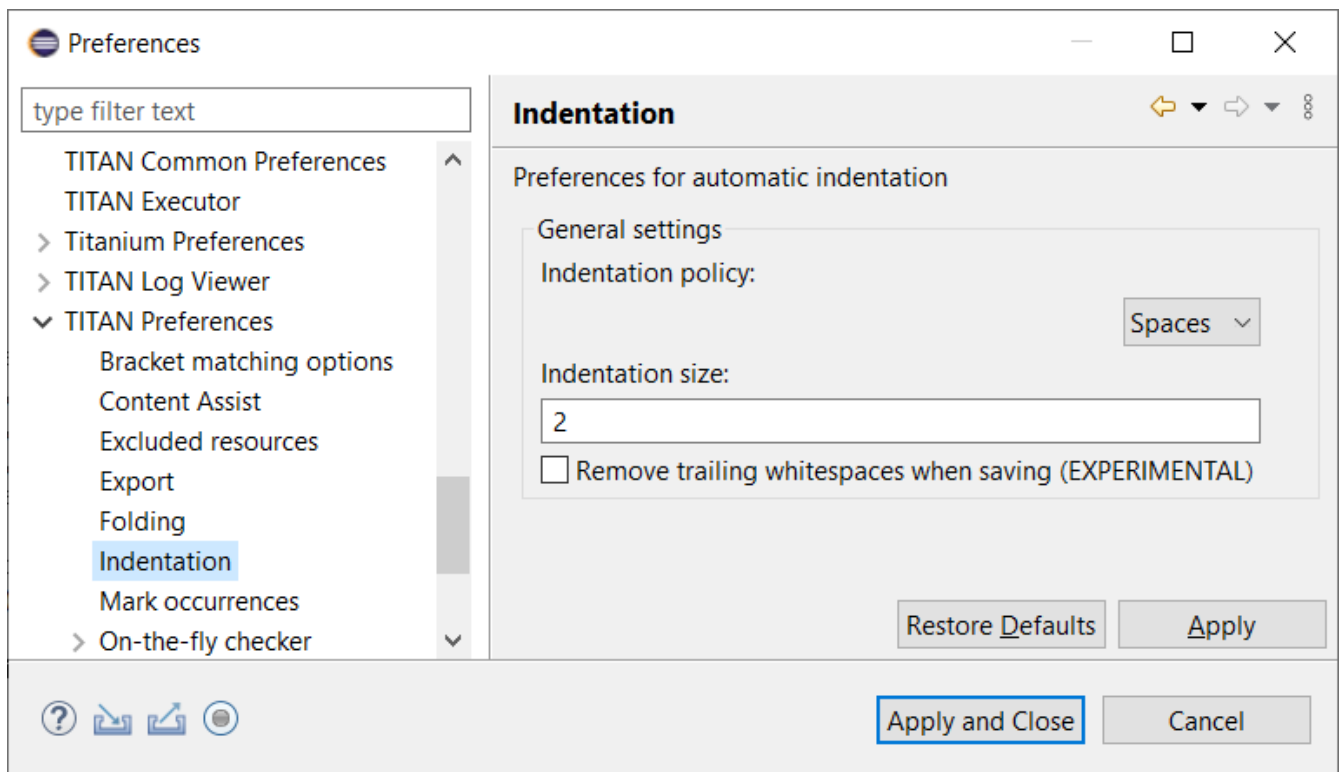 Preferences
type filter text
TITAN Common Preferences
TITAN Executor
Titanium Preferences
TITAN Log Viewer
TITAN Preferences
Bracket matching options
Content Assist
Excluded resources
Export
Folding
Indentation
Mark occurrences
On-the-fly checker
Indentation
Preferences for automatic indentation
General settings
Indentation policy:
Spaces
Indentation size:
2
Remove trailing whitespaces when saving (EXPERIMENTAL)
Restore Defaults
Apply
Apply and Close
Cancel